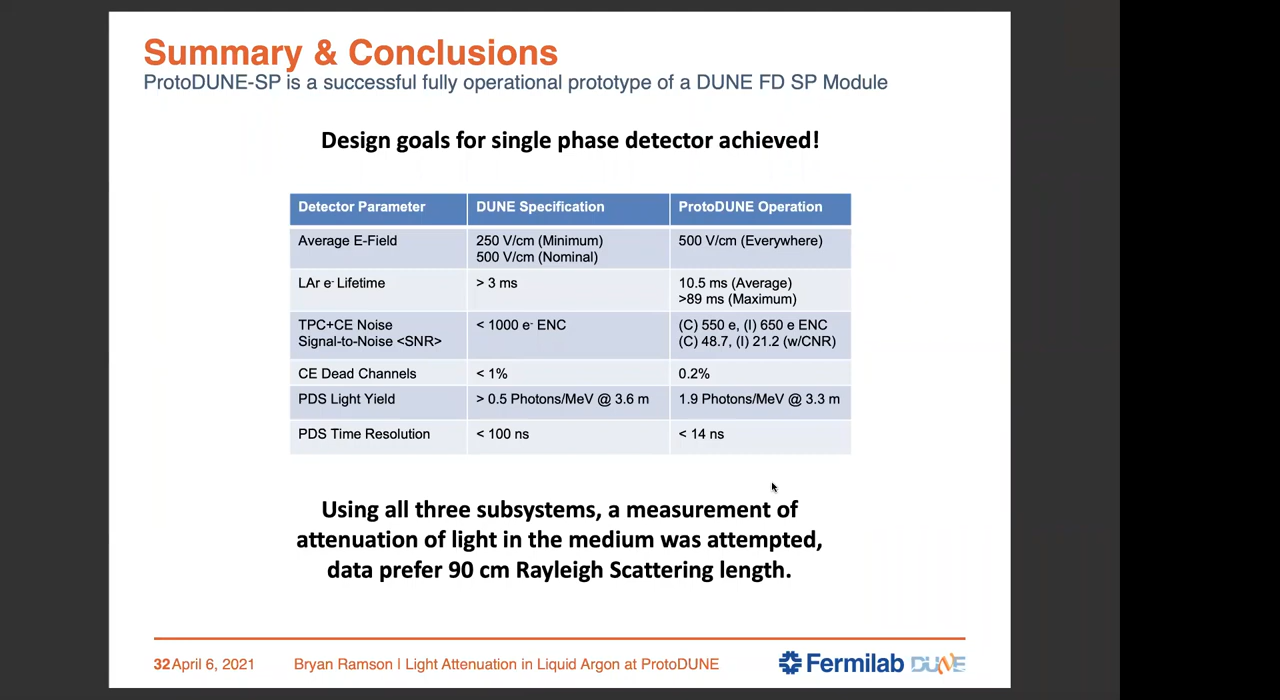 Summary & Conclusions
ProtoDUNE-SP is a successful fully operational prototype of a DUNE FD SP Module
Design goals for single phase detector achieved!
Detector Parameter DUNE Specification ProtoDUNE Operation
Average E-Field 250 V/cm (Minimum) 500 V/cm (Everywhere)
500 V/cm (Nominal)
LAr e- Lifetime > 3 ms 10.5 ms (Average)
>89 ms (Maximum)
TPC+CE Noise < 1000 e- ENC (C) 550 e, (I) 650 e ENC
Signal-to-Noise <SNR> (C) 48.7, (I) 21.2 (w/CNR)
CE Dead Channels < 1% 0.2%
PDS Light Yield > 0.5 Photons/MeV @ 3.6 m 1.9 Photons/MeV @ 3.3 m
PDS Time Resolution < 100 ns < 14 ns
Using all three subsystems, a measurement of
attenuation of light in the medium was attempted,
data prefer 90 cm Rayleigh Scattering length.
32 April 6, 2021 Bryan Ramson | Light Attenuation in Liquid Argon at ProtoDUNE Fermilab DUNE